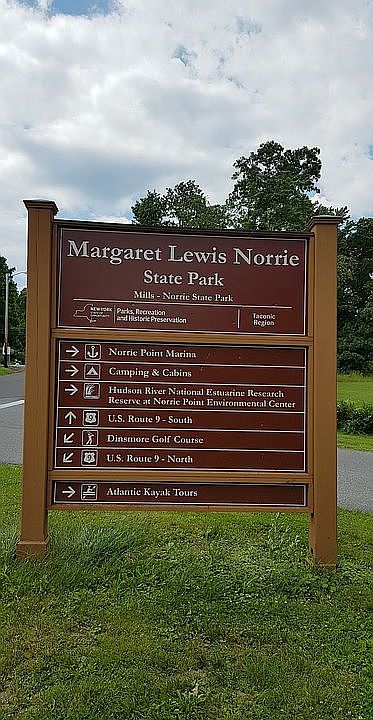 Margaret Lewis Norrie
State Park
Mills - Norrie State Park
NEW YORK
Parks, Recreation
and Historic Preservation
Taconic
Region
Norrie Point Marina
Camping & Cabins
Hudson River National Estuarine Research
Reserve at Norrie Point Environmental Center
U.S. Route 9 - South
Dinsmore Golf Course
U.S. Route 9 - North
Atlantic Kayak Tours